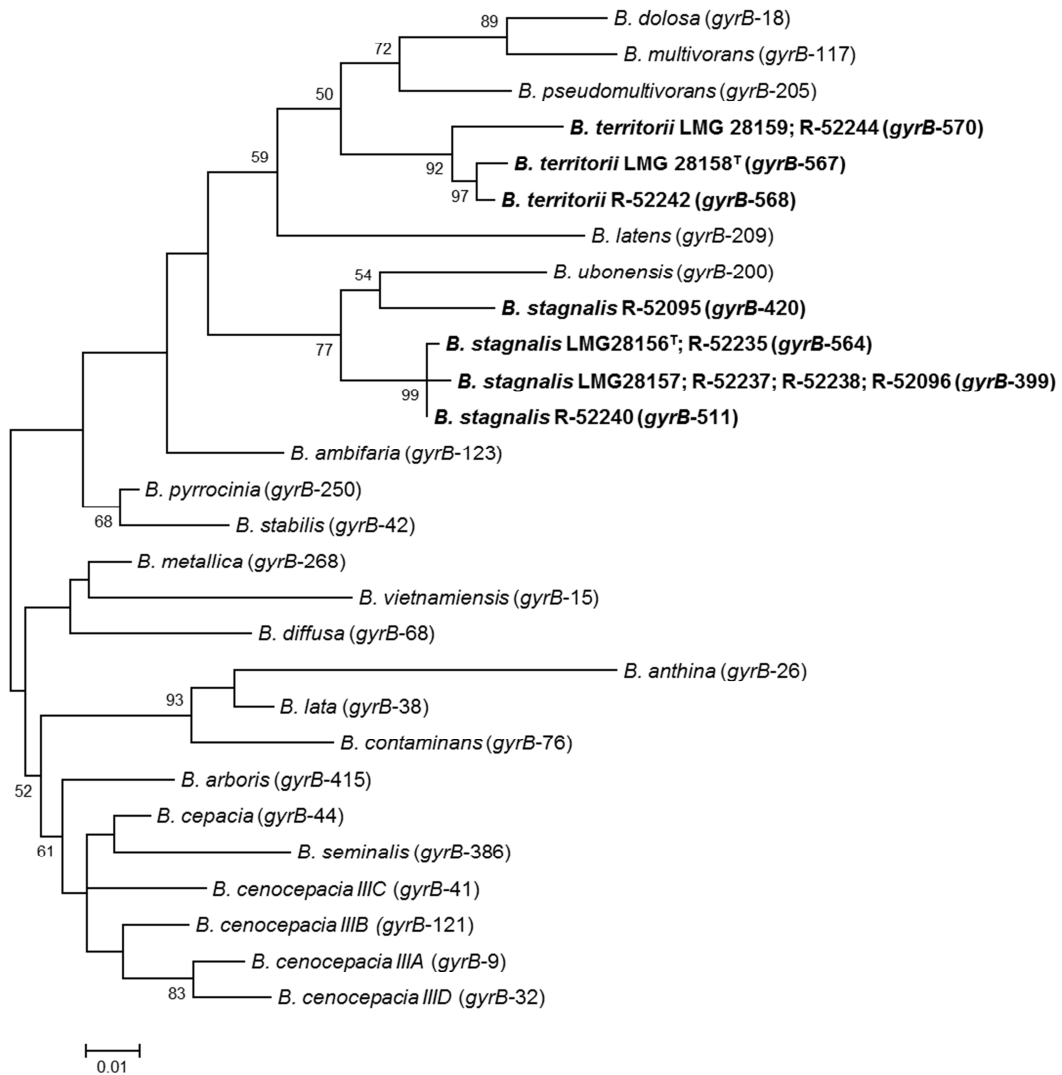 89
B. dolosa (gyrB-18)
72
B. multivorans (gyrB-117)
B. pseudomultivorans (gyrB-205)
50
B. territorii LMG 28159; R-52244 (gyrB-570)
59
92
B. territorii LMG 28158ᵀ (gyrB-567)
97
B. territorii R-52242 (gyrB-568)
B. latens (gyrB-209)
54
B. ubonensis (gyrB-200)
B. stagnalis R-52095 (gyrB-420)
77
B. stagnalis LMG28156ᵀ; R-52235 (gyrB-564)
B. stagnalis LMG28157; R-52237; R-52238; R-52096 (gyrB-399)
99
B. stagnalis R-52240 (gyrB-511)
B. ambifaria (gyrB-123)
B. pyrrocinia (gyrB-250)
68
B. stabilis (gyrB-42)
B. metallica (gyrB-268)
B. vietnamiensis (gyrB-15)
B. diffusa (gyrB-68)
B. anthina (gyrB-26)
93
B. lata (gyrB-38)
B. contaminans (gyrB-76)
B. arboris (gyrB-415)
52
B. cepacia (gyrB-44)
61
B. seminalis (gyrB-386)
B. cenocepacia IIIC (gyrB-41)
B. cenocepacia IIIB (gyrB-121)
B. cenocepacia IIIA (gyrB-9)
83
B. cenocepacia IIID (gyrB-32)
0.01